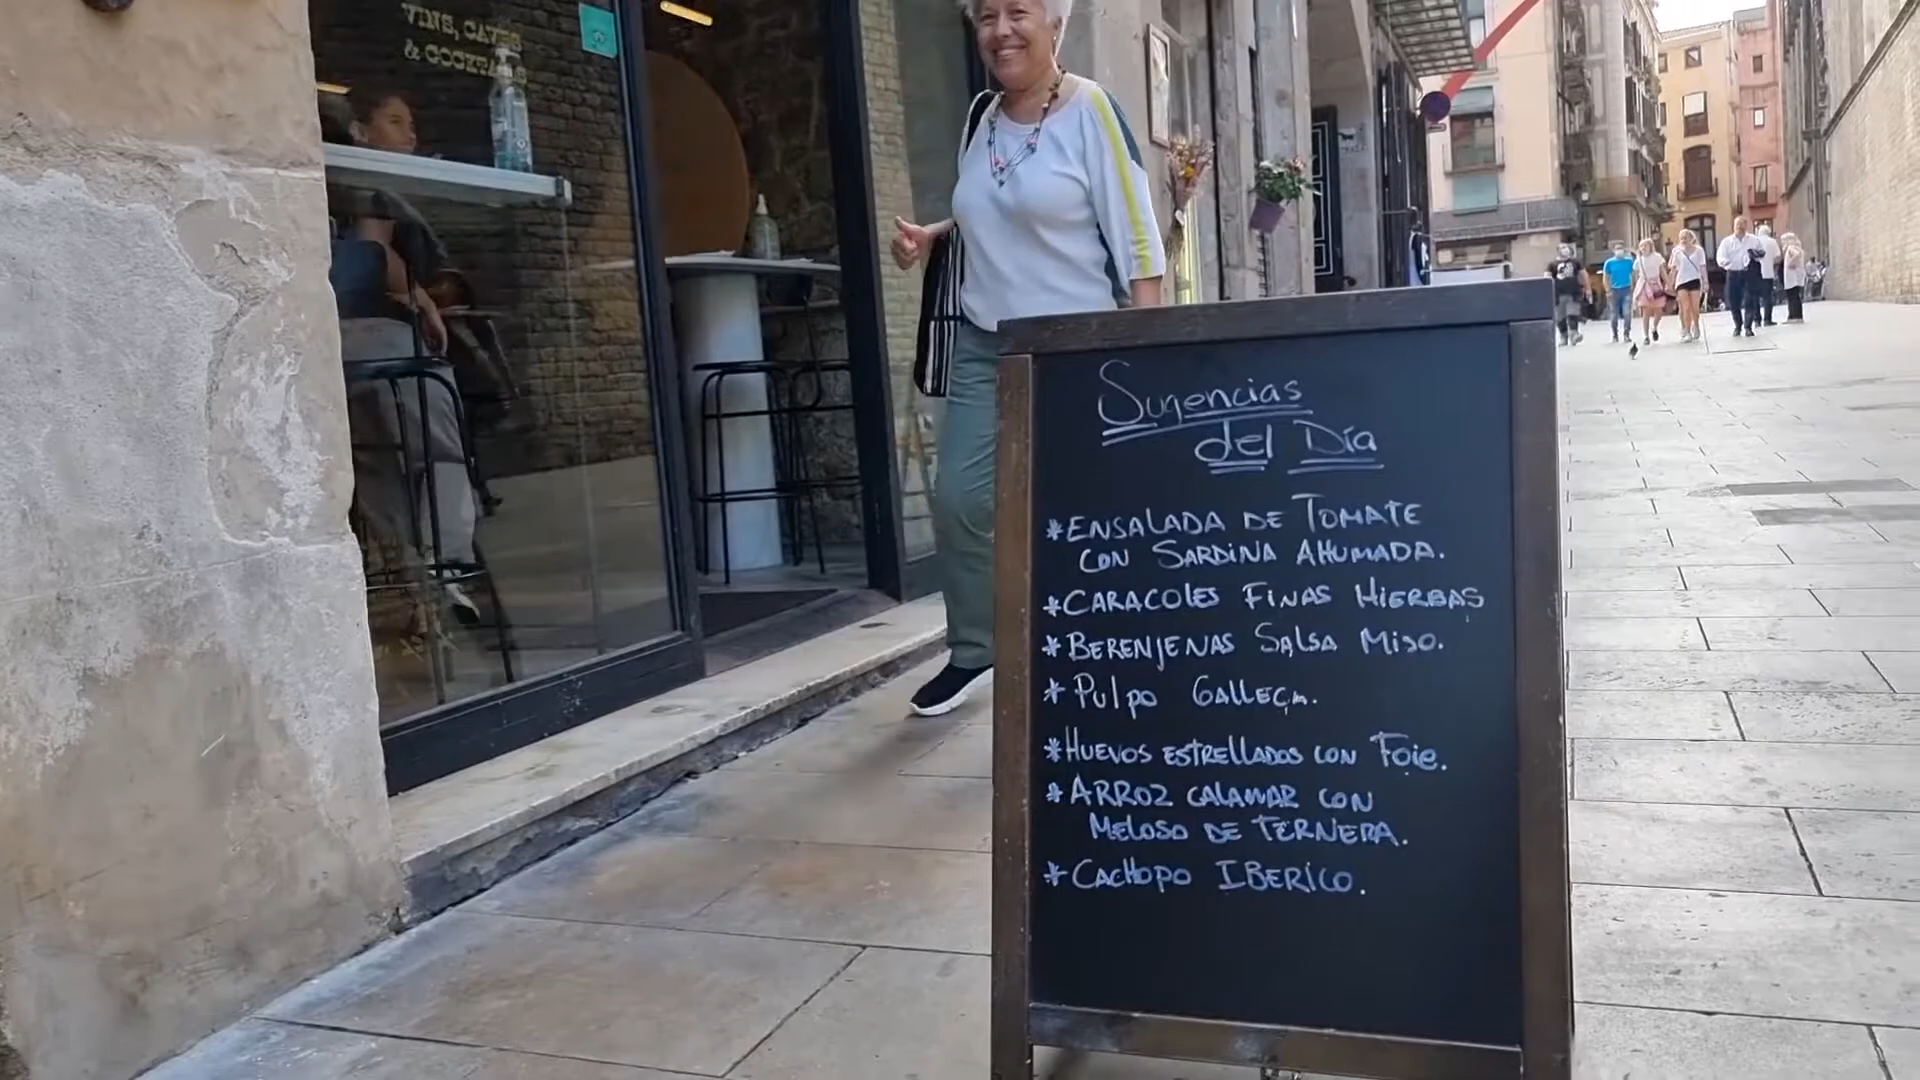 VINS, CAVES
& COCKTAILS
Sugencias
del Día
*ENSALADA DE TOMATE
CON SARDINA AHUMADA.
*CARACOLES FINAS HIERBAS
*BERENJENAS SALSA MISO.
*PULPO GALLEGA.
*HUEVOS ESTRELLADOS CON FOIE.
*ARROZ CALAMAR CON
MELOSO DE TERNERA.
*CACHOPO IBERICO.